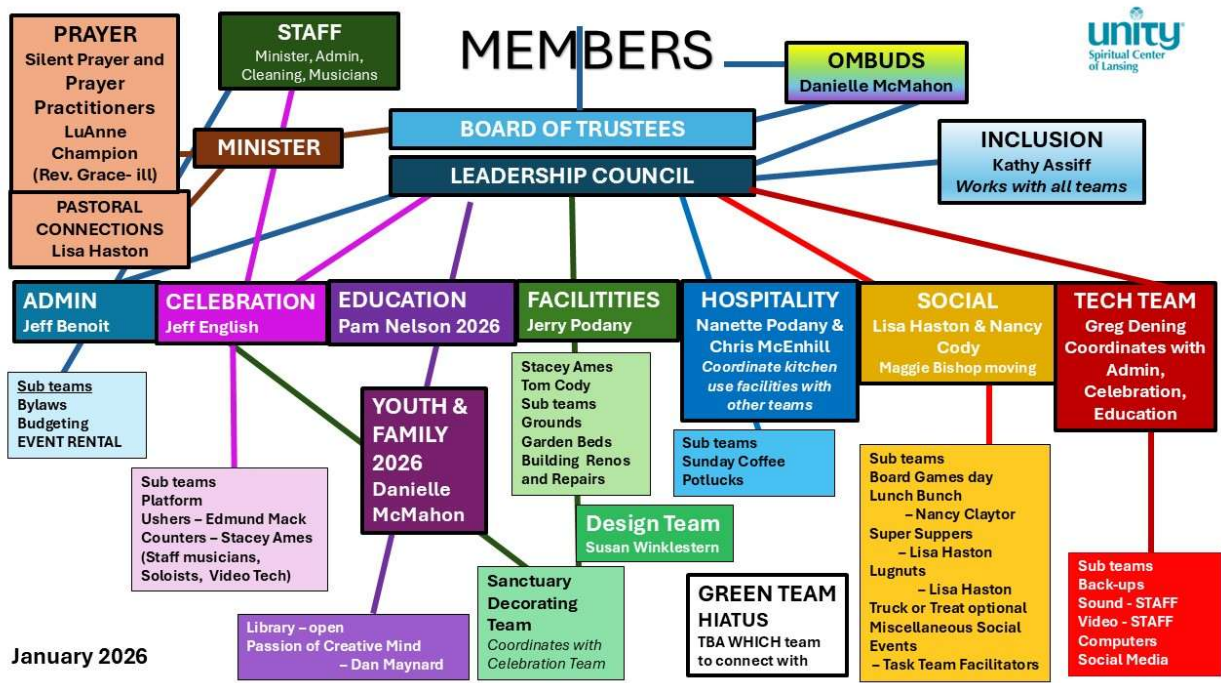 PRAYER
Silent Prayer and
Prayer
Practitioners
LuAnne
Champion
(Rev. Grace- ill)
PASTORAL
CONNECTIONS
Lisa Haston
STAFF
Minister, Admin,
Cleaning, Musicians
MINISTER
MEMBERS
BOARD OF TRUSTEES
LEADERSHIP COUNCIL
OMBUDS
Danielle McMahon
unity®
Spiritual Center
of Lansing
INCLUSION
Kathy Assiff
Works with all teams
ADMIN
Jeff Benoit
Sub teams
Bylaws
Budgeting
EVENT RENTAL
CELEBRATION
Jeff English
Sub teams
Platform
Ushers – Edmund Mack
Counters – Stacey Ames
(Staff musicians,
Soloists, Video Tech)
EDUCATION
Pam Nelson 2026
YOUTH &
FAMILY
2026
Danielle
McMahon
Library – open
Passion of Creative Mind
– Dan Maynard
FACILITITIES
Jerry Podany
Stacey Ames
Tom Cody
Sub teams
Grounds
Garden Beds
Building Renos
and Repairs
Design Team
Susan Winklestern
Sanctuary
Decorating
Team
Coordinates with
Celebration Team
HOSPITALITY
Nanette Podany &
Chris McEnhill
Coordinate kitchen
use facilities with
other teams
Sub teams
Sunday Coffee
Potlucks
GREEN TEAM
HIATUS
TBA WHICH team
to connect with
SOCIAL
Lisa Haston & Nancy
Cody
Maggie Bishop moving
Sub teams
Board Games day
Lunch Bunch
– Nancy Claytor
Super Suppers
– Lisa Haston
Lugnuts
– Lisa Haston
Truck or Treat optional
Miscellaneous Social
Events
– Task Team Facilitators
TECH TEAM
Greg Dening
Coordinates with
Admin,
Celebration,
Education
Sub teams
Back-ups
Sound - STAFF
Video - STAFF
Computers
Social Media
January 2026